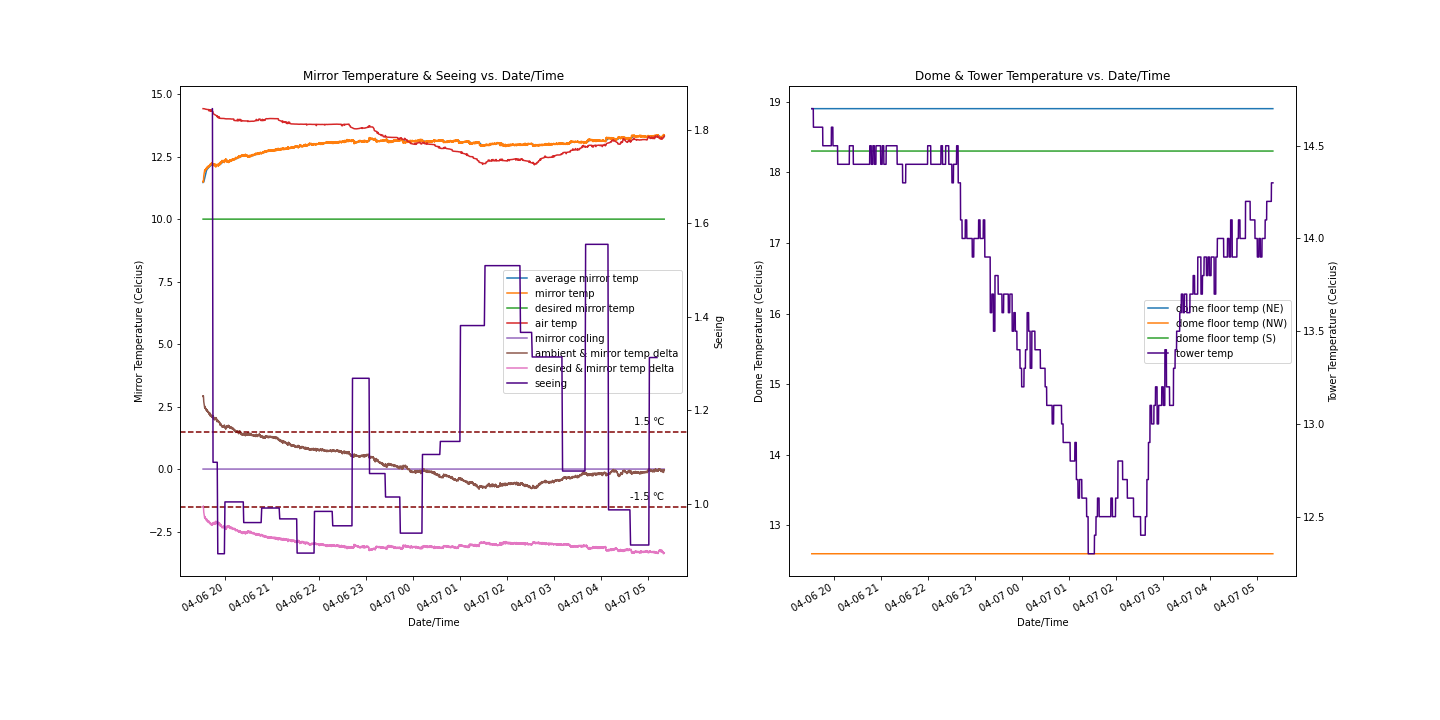 Mirror Temperature & Seeing vs. Date/Time
15.0
12.5
10.0
7.5
5.0
2.5
0.0
−2.5
Mirror Temperature (Celcius)
average mirror temp
mirror temp
desired mirror temp
air temp
mirror cooling
ambient & mirror temp delta
desired & mirror temp delta
seeing
1.5 °C
-1.5 °C
1.8
1.6
1.4
1.2
1.0
Seeing
04-06 20
04-06 21
04-06 22
04-06 23
04-07 00
04-07 01
04-07 02
04-07 03
04-07 04
04-07 05
Date/Time
Dome & Tower Temperature vs. Date/Time
19
18
17
16
15
14
13
Dome Temperature (Celcius)
dome floor temp (NE)
dome floor temp (NW)
dome floor temp (S)
tower temp
14.5
14.0
13.5
13.0
12.5
Tower Temperature (Celcius)
04-06 20
04-06 21
04-06 22
04-06 23
04-07 00
04-07 01
04-07 02
04-07 03
04-07 04
04-07 05
Date/Time